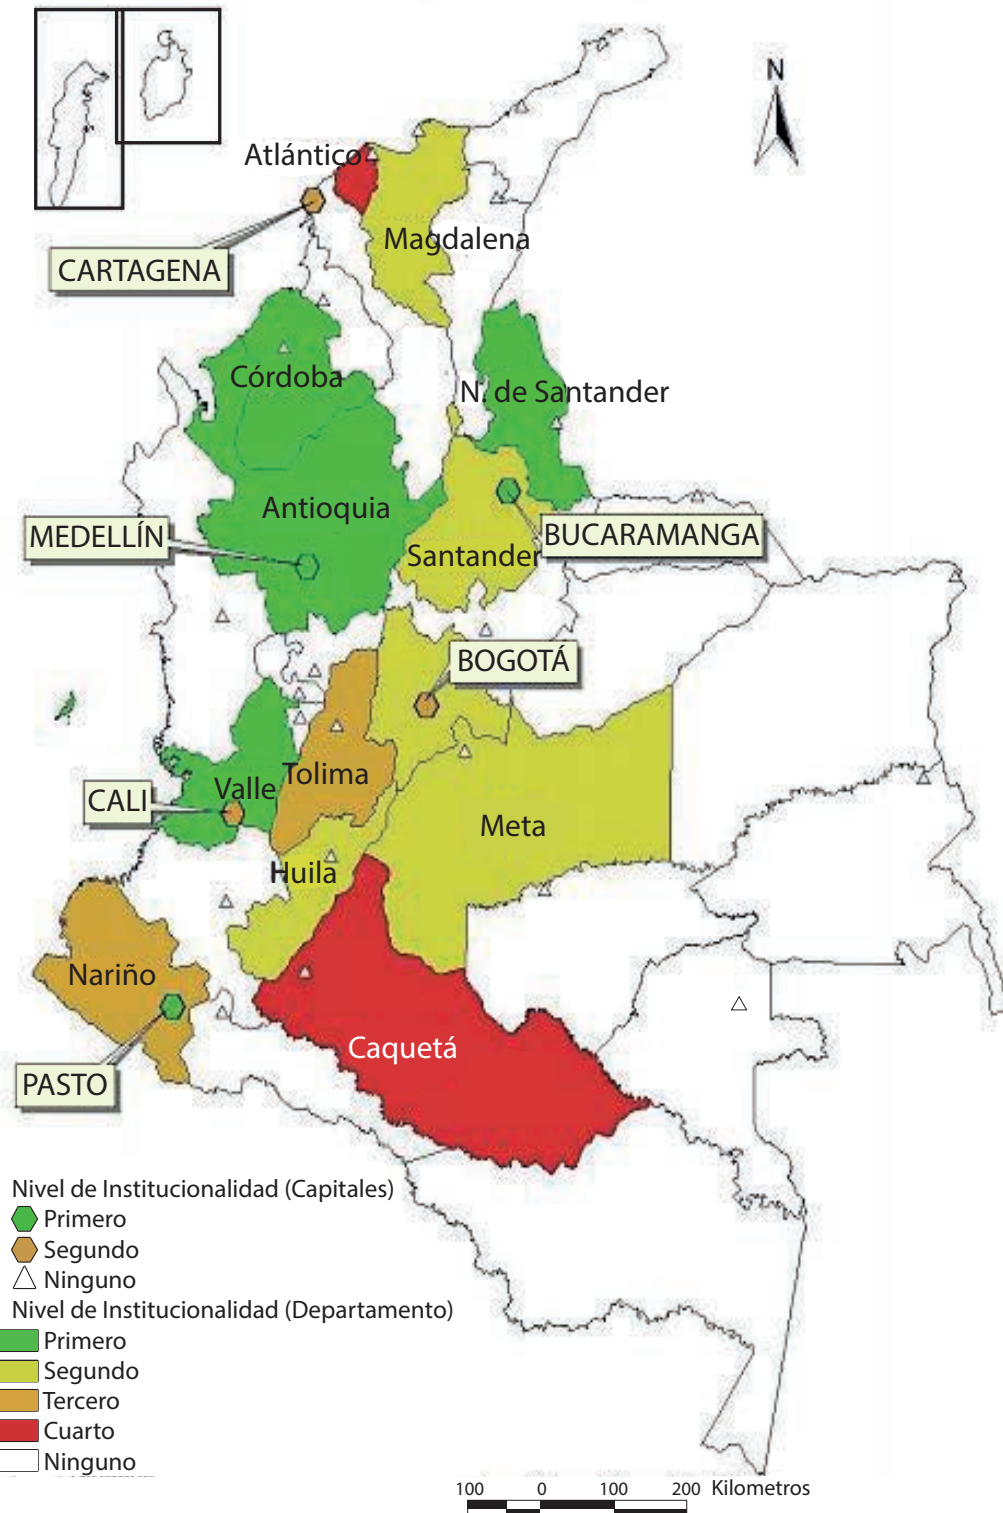 N
Atlántico
Magdalena
CARTAGENA
Córdoba
N. de Santander
Antioquia
MEDELLÍN
BUCARAMANGA
Santander
BOGOTÁ
Tolima
Valle
CALI
Meta
Huila
Nariño
Caquetá
PASTO
Nivel de Institucionalidad (Capitales)
Primero
Segundo
Ninguno
Nivel de Institucionalidad (Departamento)
Primero
Segundo
Tercero
Cuarto
Ninguno
100 0 100 200 Kilometros